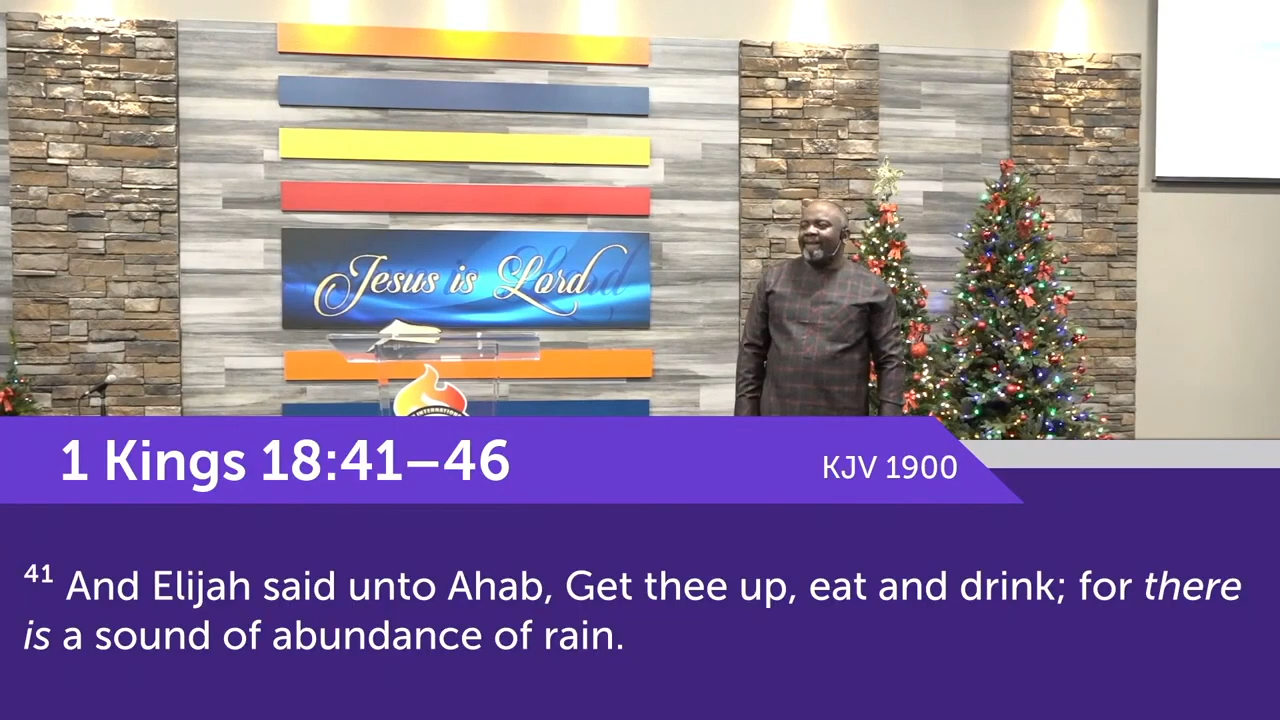 Jesus is Lord
INTERNATIONAL
1 Kings 18:41–46
KJV 1900
41 And Elijah said unto Ahab, Get thee up, eat and drink; for there
is a sound of abundance of rain.